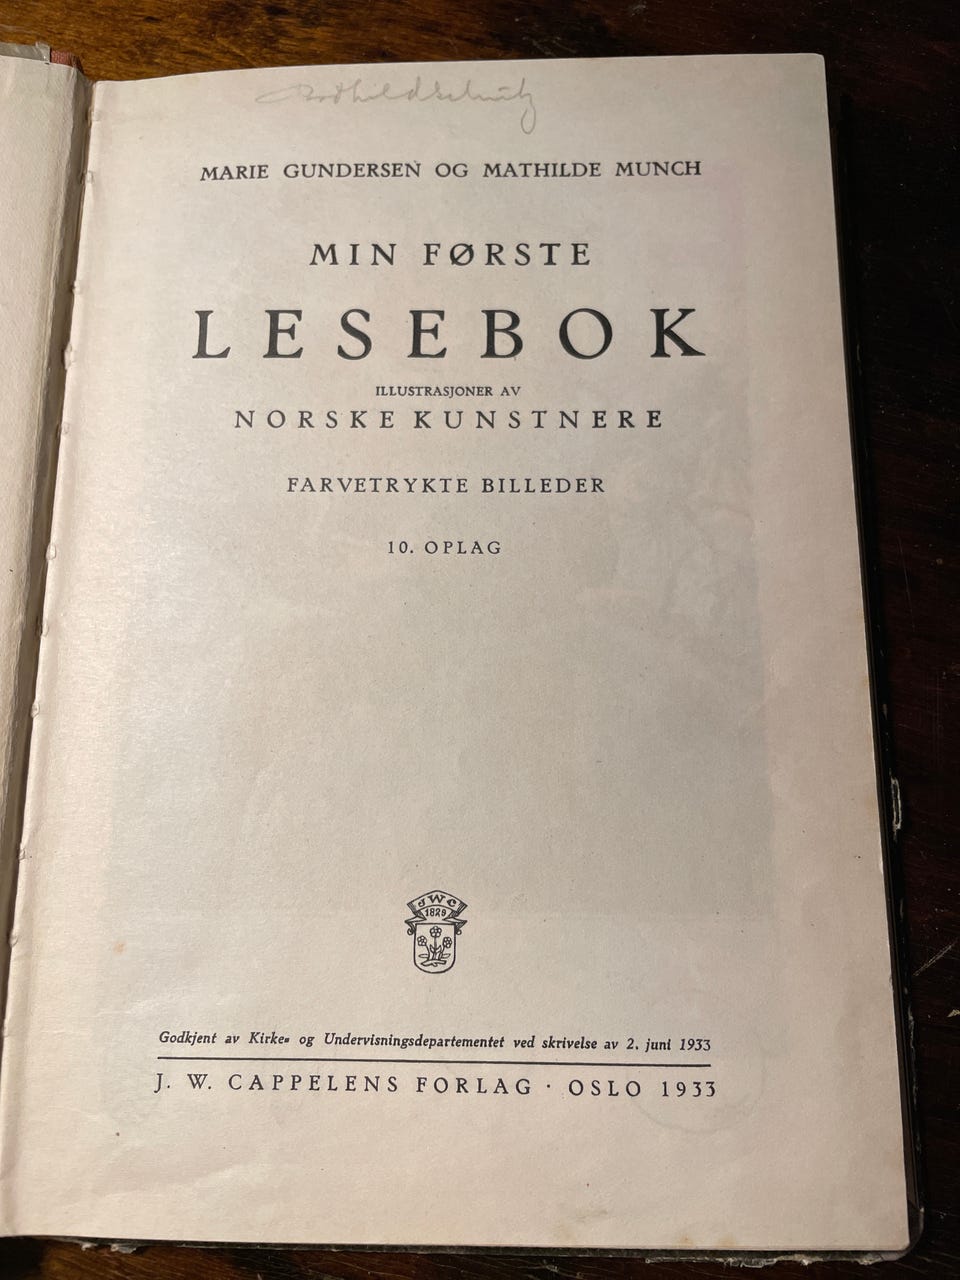 MARIE GUNDERSEN OG MATHILDE MUNCH
MIN FØRSTE
LESEBOK
ILLUSTRASJONER AV
NORSKE KUNSTNERE
FARVETRYKTE BILLEDER
10. OPLAG
JWC
1829
Godkjent av Kirke= og Undervisningsdepartementet ved skrivelse av 2. juni 1933
J. W. CAPPELENS FORLAG · OSLO 1933